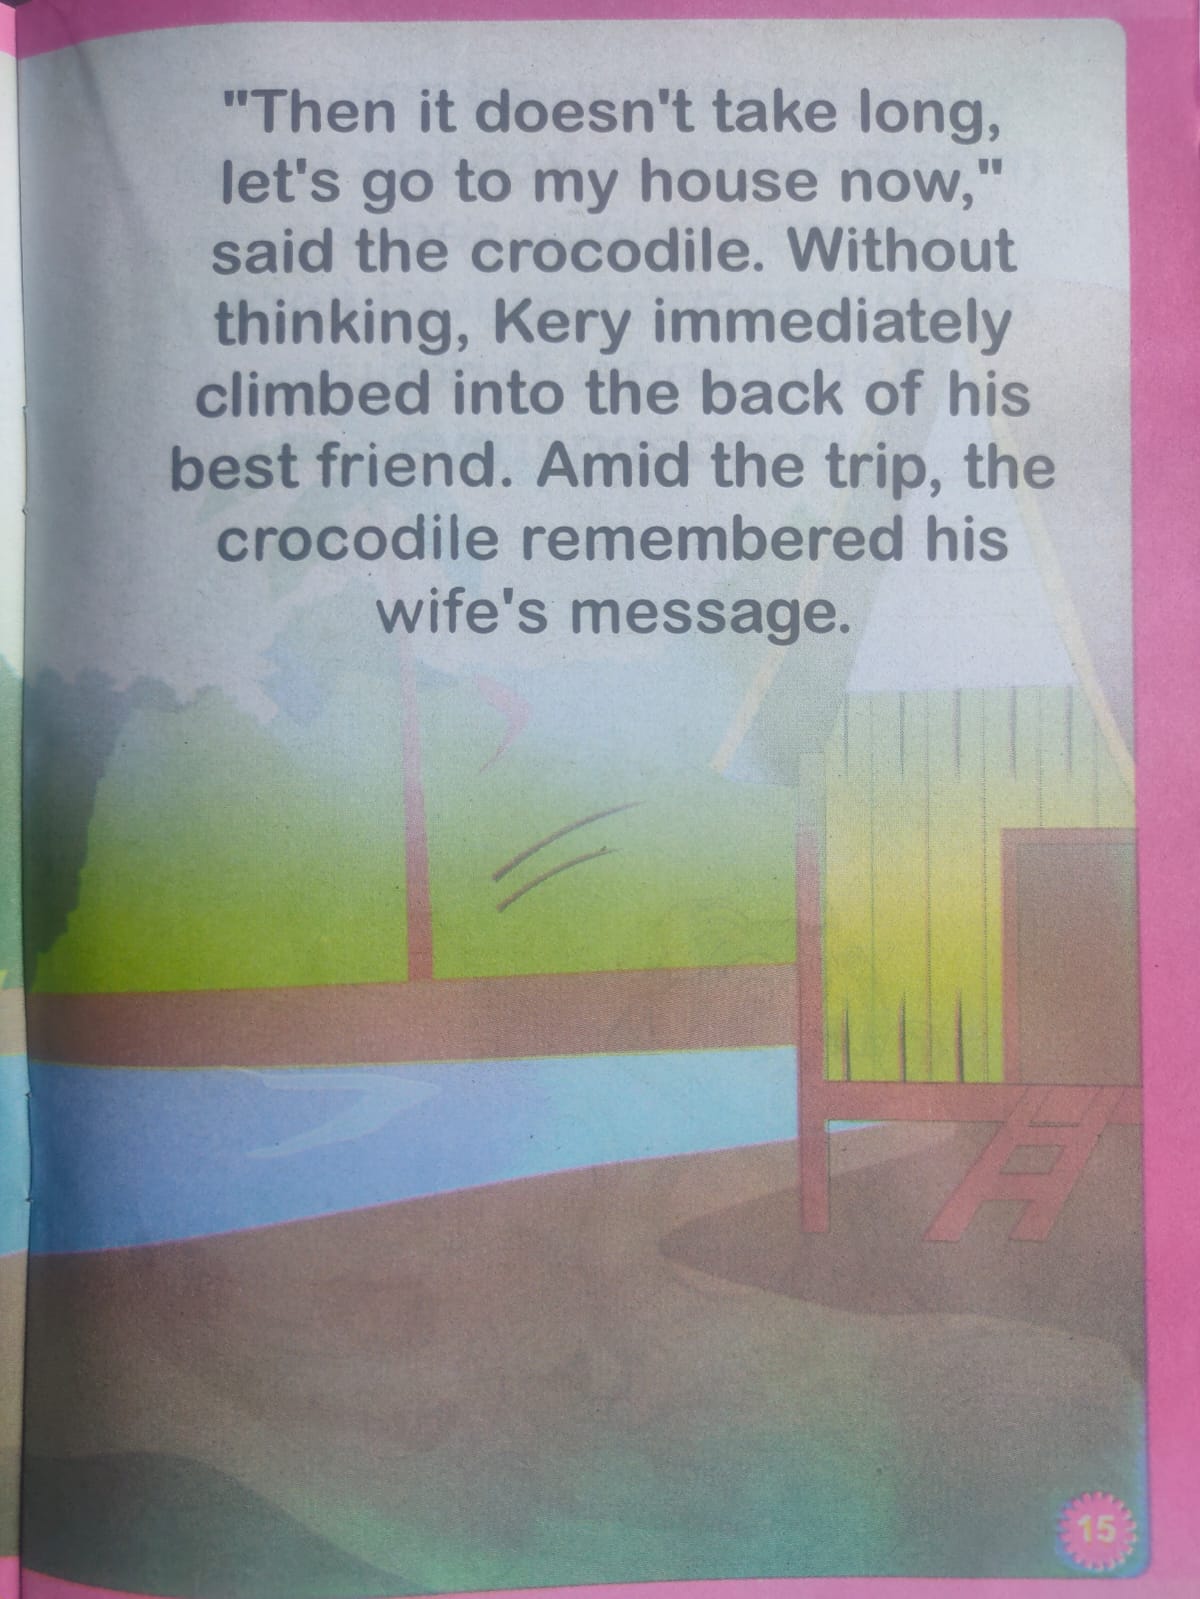 "Then it doesn't take long,
let's go to my house now,"
said the crocodile. Without
thinking, Kery immediately
climbed into the back of his
best friend. Amid the trip, the
crocodile remembered his
wife's message.
15